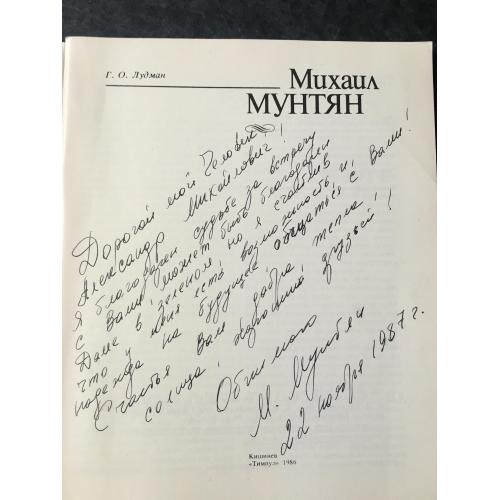 Г. О. Лудман
Михаил
МУНТЯН
Дорогой мой Человек
Александр Михайлович!
Я благодарен судьбе за встречу
с Вами, может быть благодарен
Даме в зеленом, но я счастлив
что у меня есть возможность и,
надежда на будущее общаться с Вами!
Счастья Вам, добра, тепла
солнца, хороших друзей!!
Обнимаю
М. Мунтян
22 ноября 1987 г.
Кишинев
«Тимпул» 1986